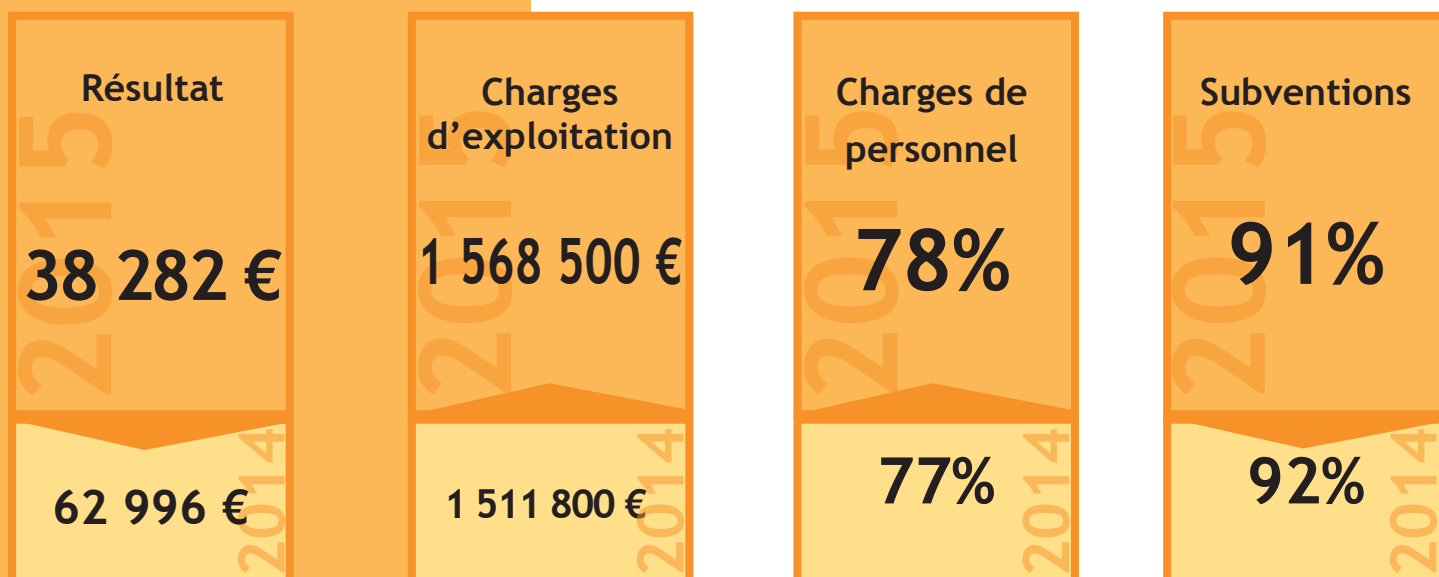 Résultat
2015
38 282 €
2014
62 996 €
Charges
d’exploitation
2015
1 568 500 €
2014
1 511 800 €
Charges de
personnel
2015
78%
2014
77%
Subventions
2015
91%
2014
92%